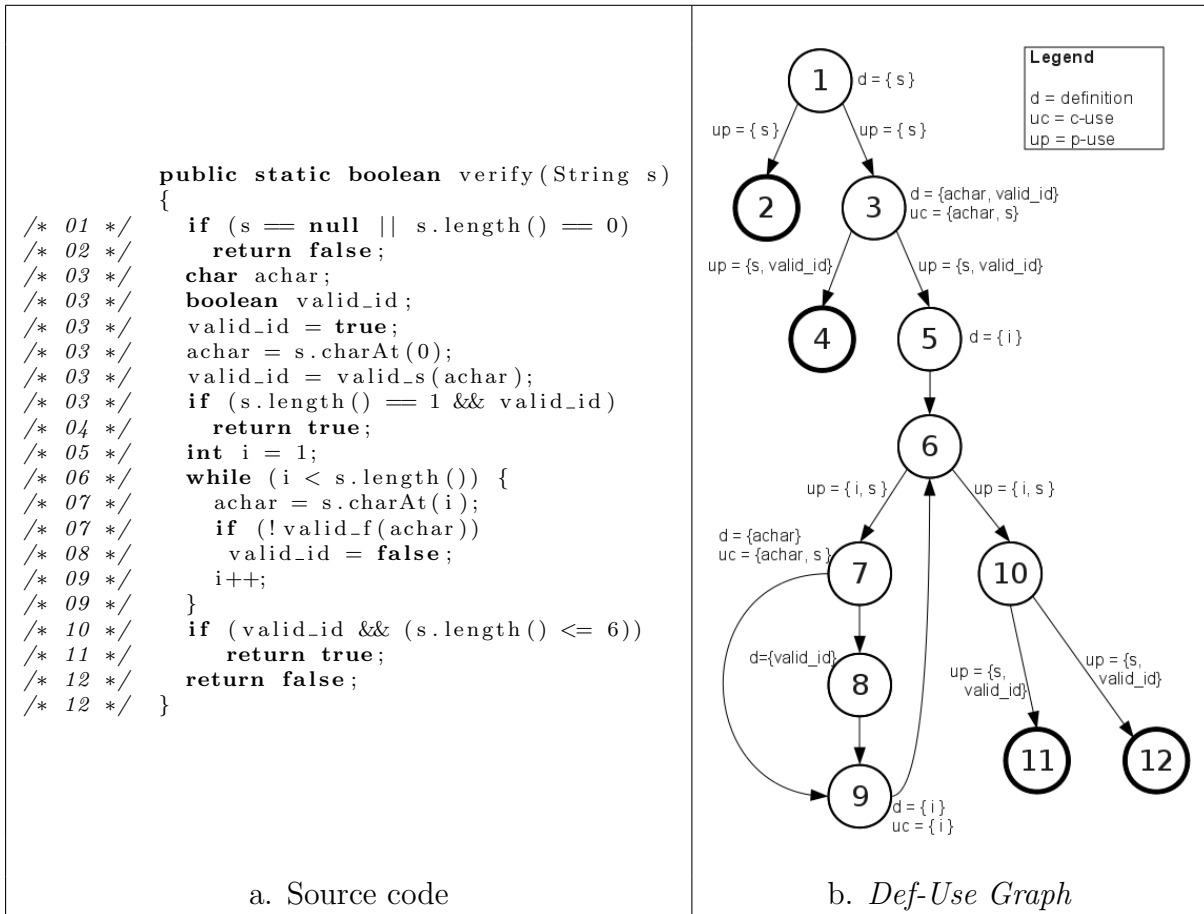 public static boolean verify(String s)
{
/* 01 */ if (s == null || s.length() == 0)
/* 02 */ return false;
/* 03 */ char achar;
/* 03 */ boolean valid_id;
/* 03 */ valid_id = true;
/* 03 */ achar = s.charAt(0);
/* 03 */ valid_id = valid_s(achar);
/* 03 */ if (s.length() == 1 && valid_id)
/* 04 */ return true;
/* 05 */ int i = 1;
/* 06 */ while (i < s.length()) {
/* 07 */ achar = s.charAt(i);
/* 07 */ if (!valid_f(achar))
/* 08 */ valid_id = false;
/* 09 */ i++;
/* 09 */ }
/* 10 */ if (valid_id && (s.length() <= 6))
/* 11 */ return true;
/* 12 */ return false;
/* 12 */ }
a. Source code
Legend
d = definition
uc = c-use
up = p-use
1
d = { s }
up = { s }
up = { s }
2
3
d = {achar, valid_id}
uc = {achar, s}
up = {s, valid_id}
up = {s, valid_id}
4
5
d = { i }
6
up = { i, s }
up = { i, s }
d = {achar}
uc = {achar, s}
7
10
d={valid_id}
8
up = {s,
valid_id}
up = {s,
valid_id}
11
12
9
d = { i }
uc = { i }
b. Def-Use Graph